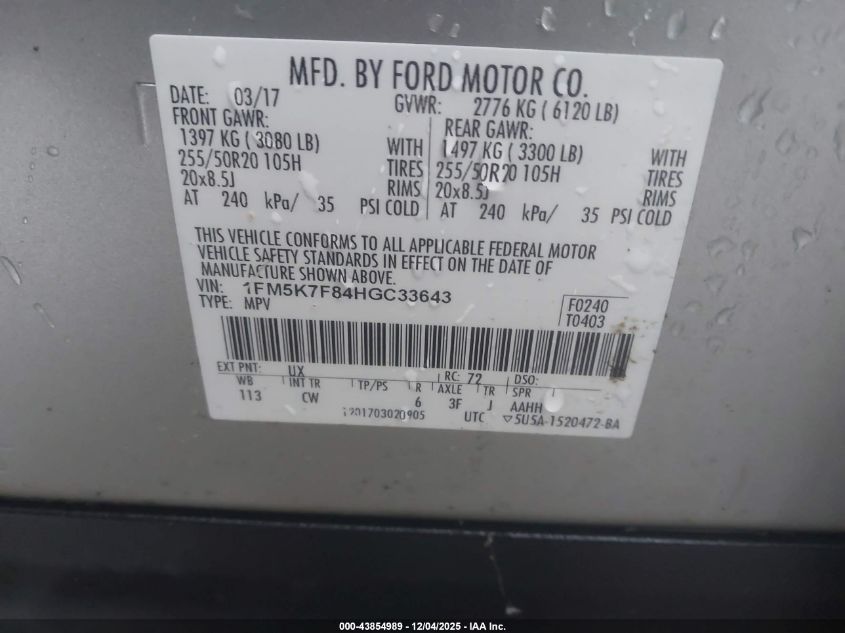 MFD. BY FORD MOTOR CO.
DATE: 03/17 GVWR: 2776 KG ( 6120 LB)
FRONT GAWR: REAR GAWR:
1397 KG ( 3080 LB) WITH 1497 KG ( 3300 LB) WITH
255/50R20 105H TIRES 255/50R20 105H TIRES
20x8.5J RIMS 20x8.5J RIMS
AT 240 kPa/ 35 PSI COLD AT 240 kPa/ 35 PSI COLD
THIS VEHICLE CONFORMS TO ALL APPLICABLE FEDERAL MOTOR
VEHICLE SAFETY STANDARDS IN EFFECT ON THE DATE OF
MANUFACTURE SHOWN ABOVE.
VIN: 1FM5K7F84HGC33643
TYPE: MPV
F0240
T0403
EXT PNT: UX RC: 72 DSO:
WB INT TR TP/PS R AXLE TR SPR
113 CW 6 3F J AAHH
1201703020905 UTC ▽5U5A-1520472-BA
000-43854989 - 12/04/2025 - IAA Inc.